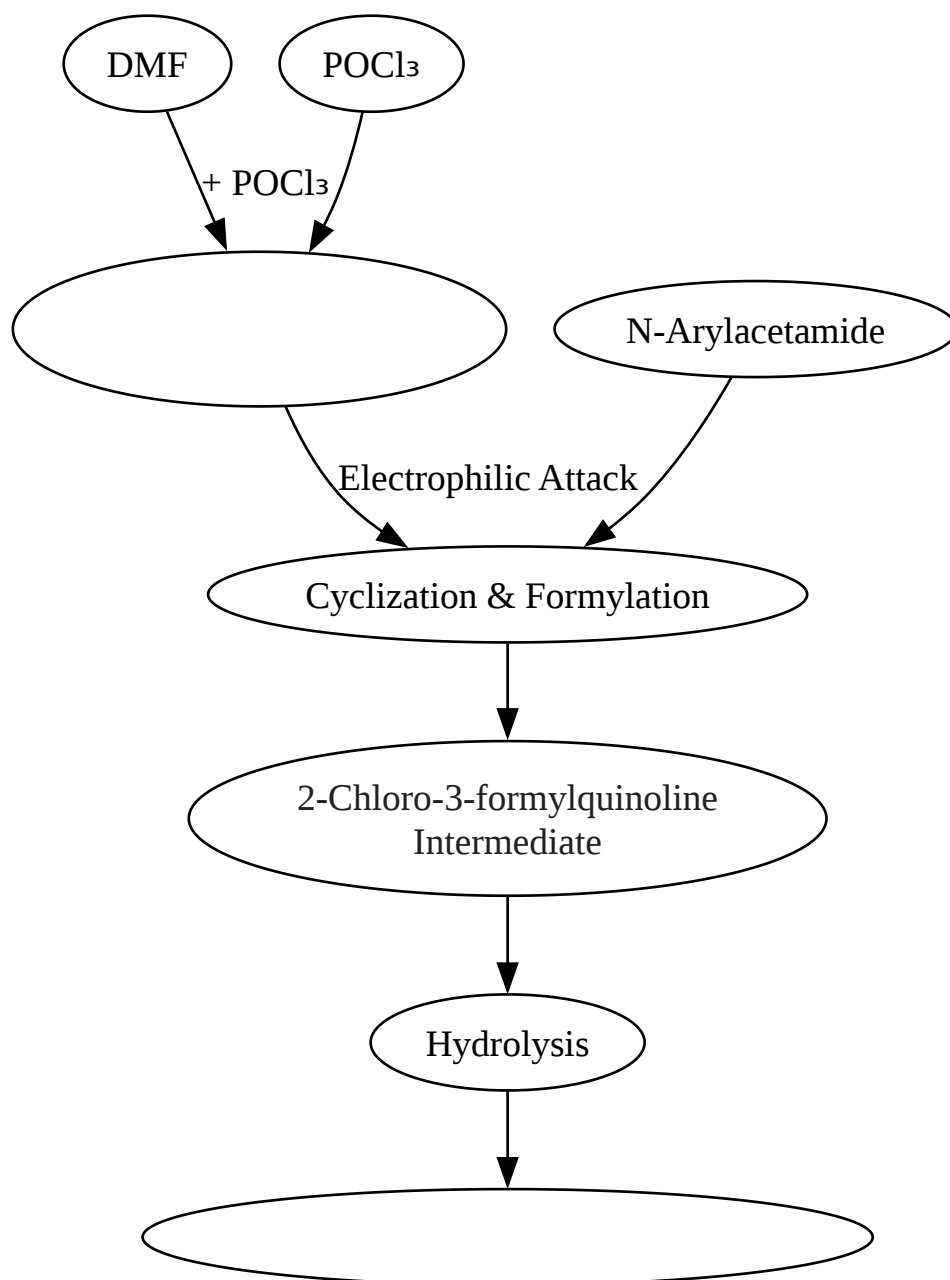 DMF
POCl₃
+ POCl₃
N-Arylacetamide
Electrophilic Attack
Cyclization & Formylation
2-Chloro-3-formylquinoline
Intermediate
Hydrolysis